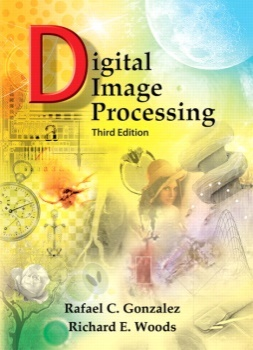 Digital
Image
Processing
Third Edition
a
Rafael C. Gonzalez
Richard E. Woods